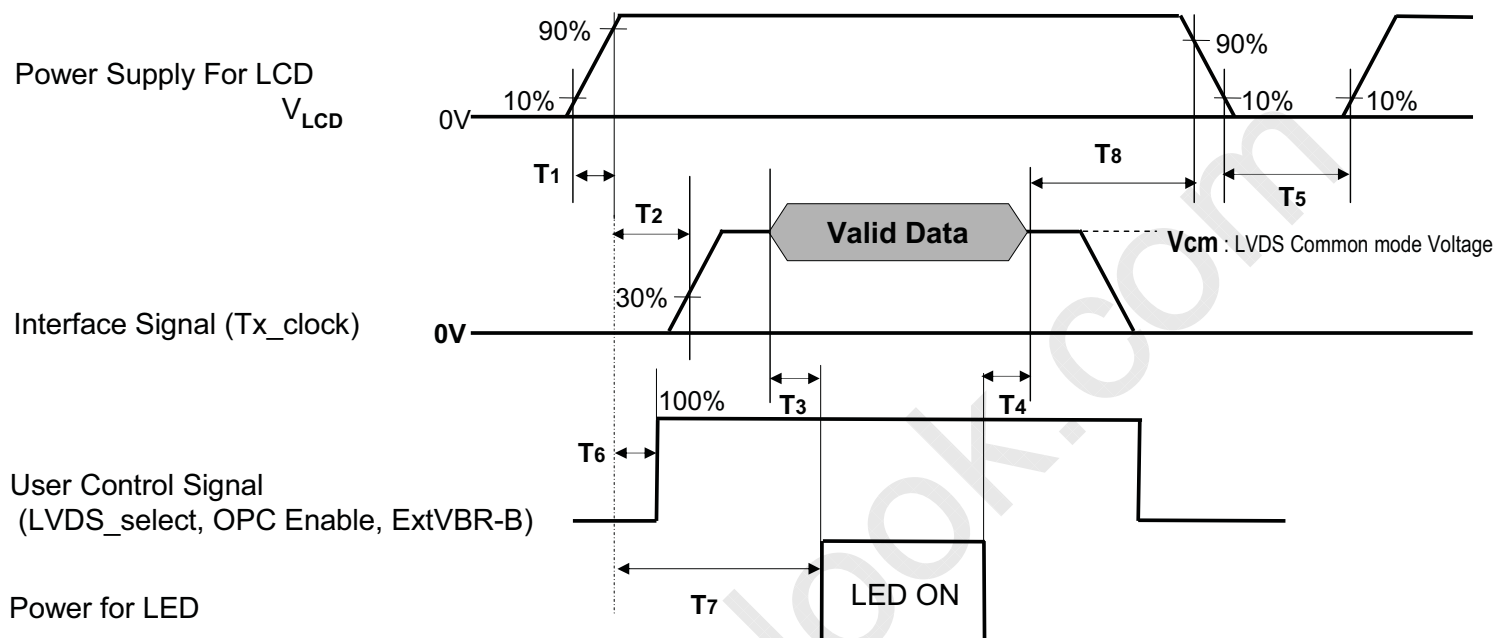 Power Supply For LCD
VLCD
0V
90%
10%
90%
10%
10%
T1
T2
T8
T5
Valid Data
Vcm : LVDS Common mode Voltage
30%
Interface Signal (Tx_clock)
0V
T3
T4
100%
T6
User Control Signal
(LVDS_select, OPC Enable, ExtVBR-B)
T7
LED ON
Power for LED
look.com